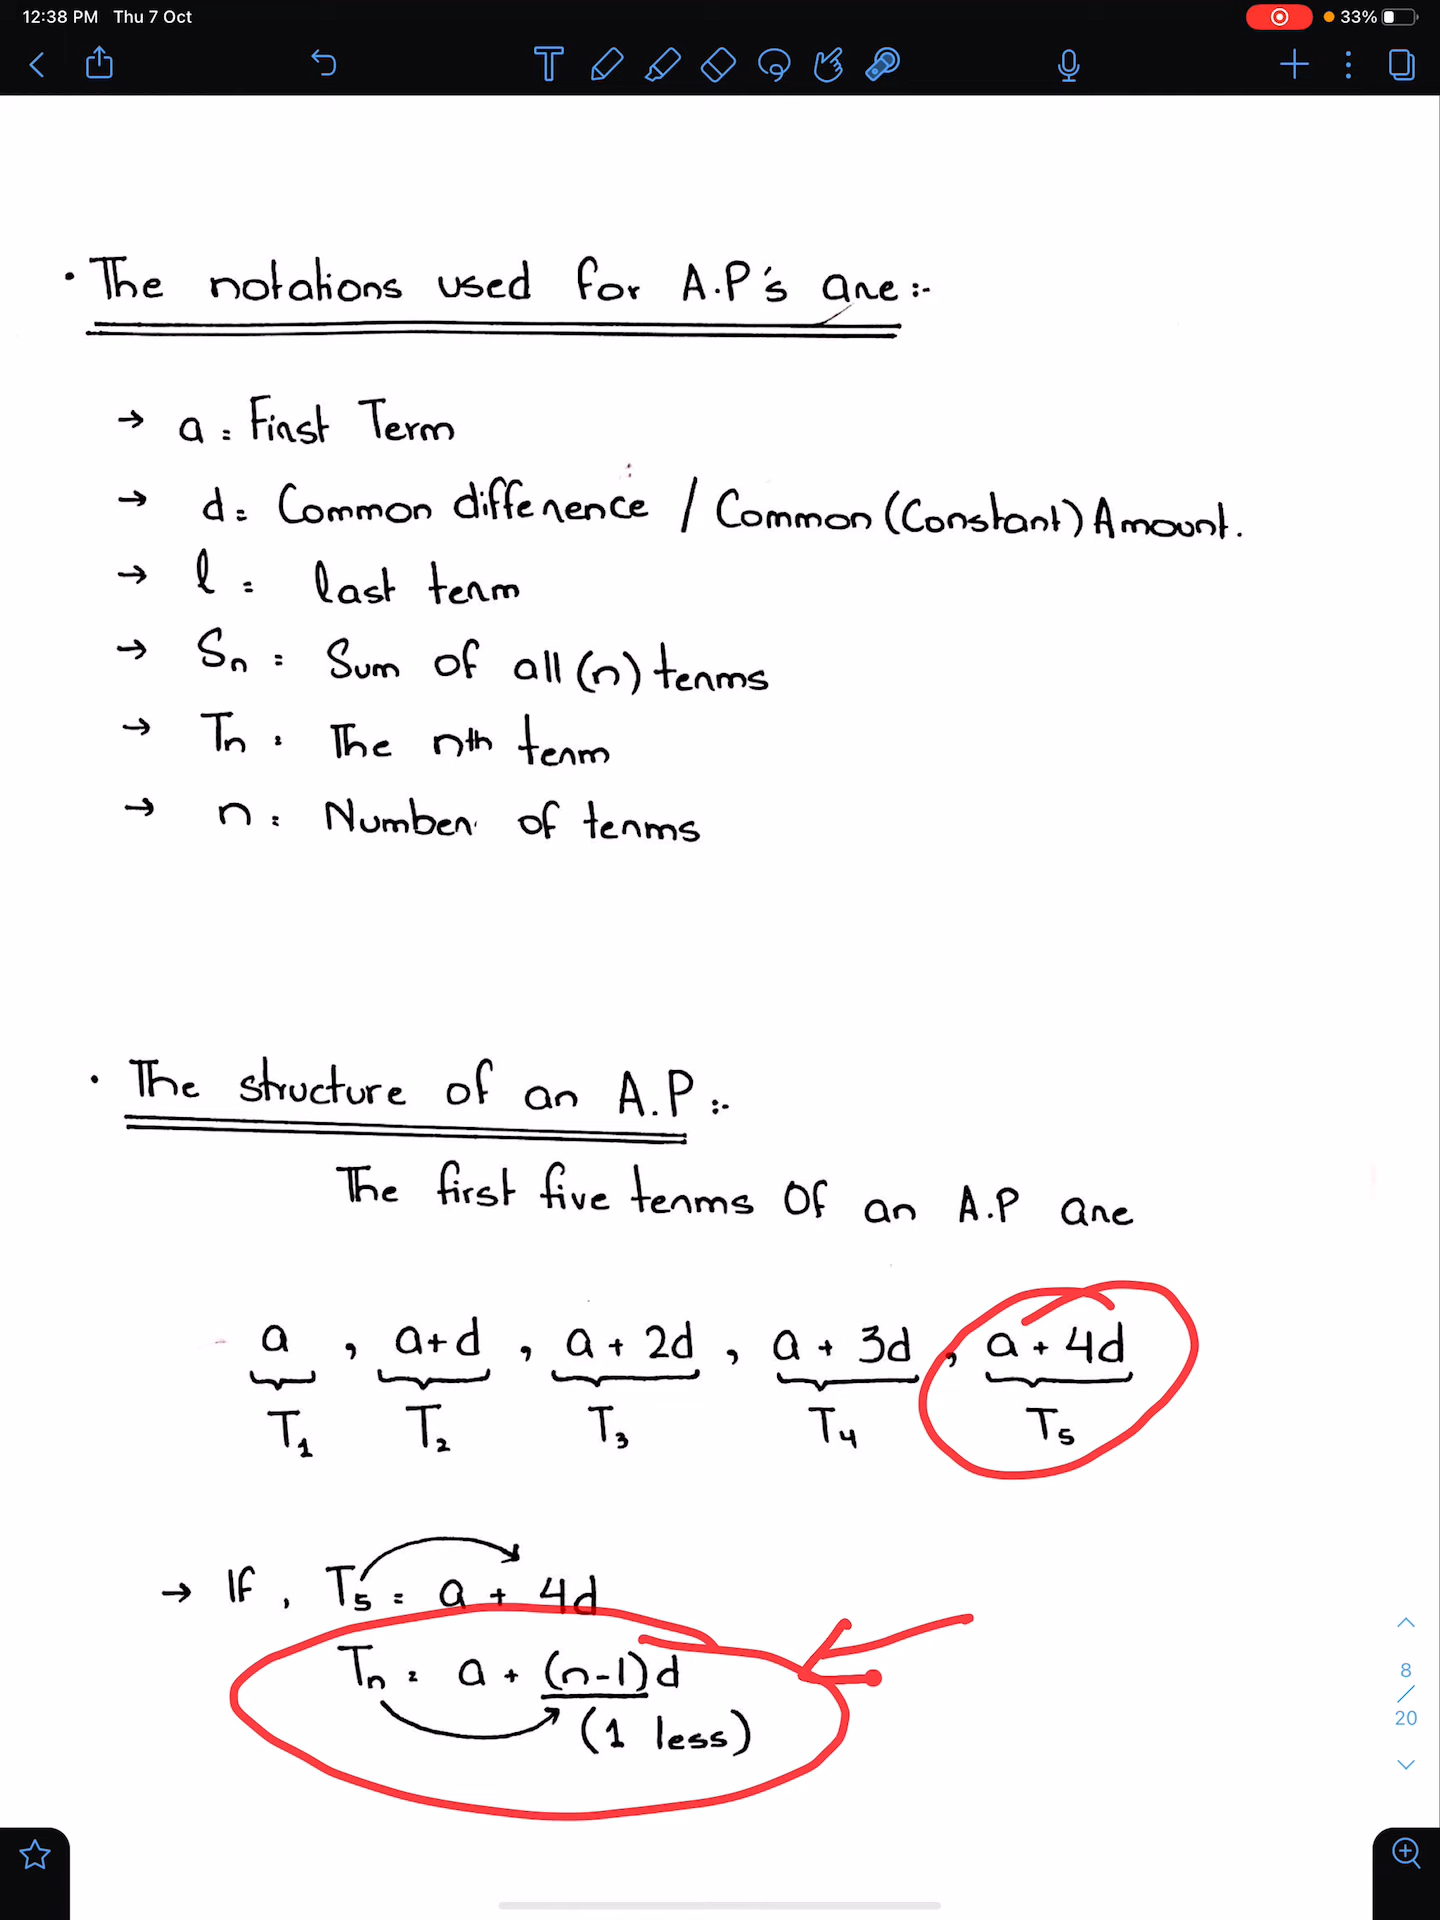 12:38 PM Thu 7 Oct
33%
T
• The notations used for A.P's are :-
→ a = First Term
→ d = Common difference / Common (Constant) Amount.
→ l = last term
→ Sn = Sum of all (n) terms
→ Tn = The nth term
→ n = Number of terms
• The structure of an A.P :-
The first five terms Of an A.P are
a , a+d , a + 2d , a + 3d , a + 4d
T1 T2 T3 T4 T5
→ If , T5 = a + 4d
Tn = a + (n-1)d
(1 less)
8
/
20